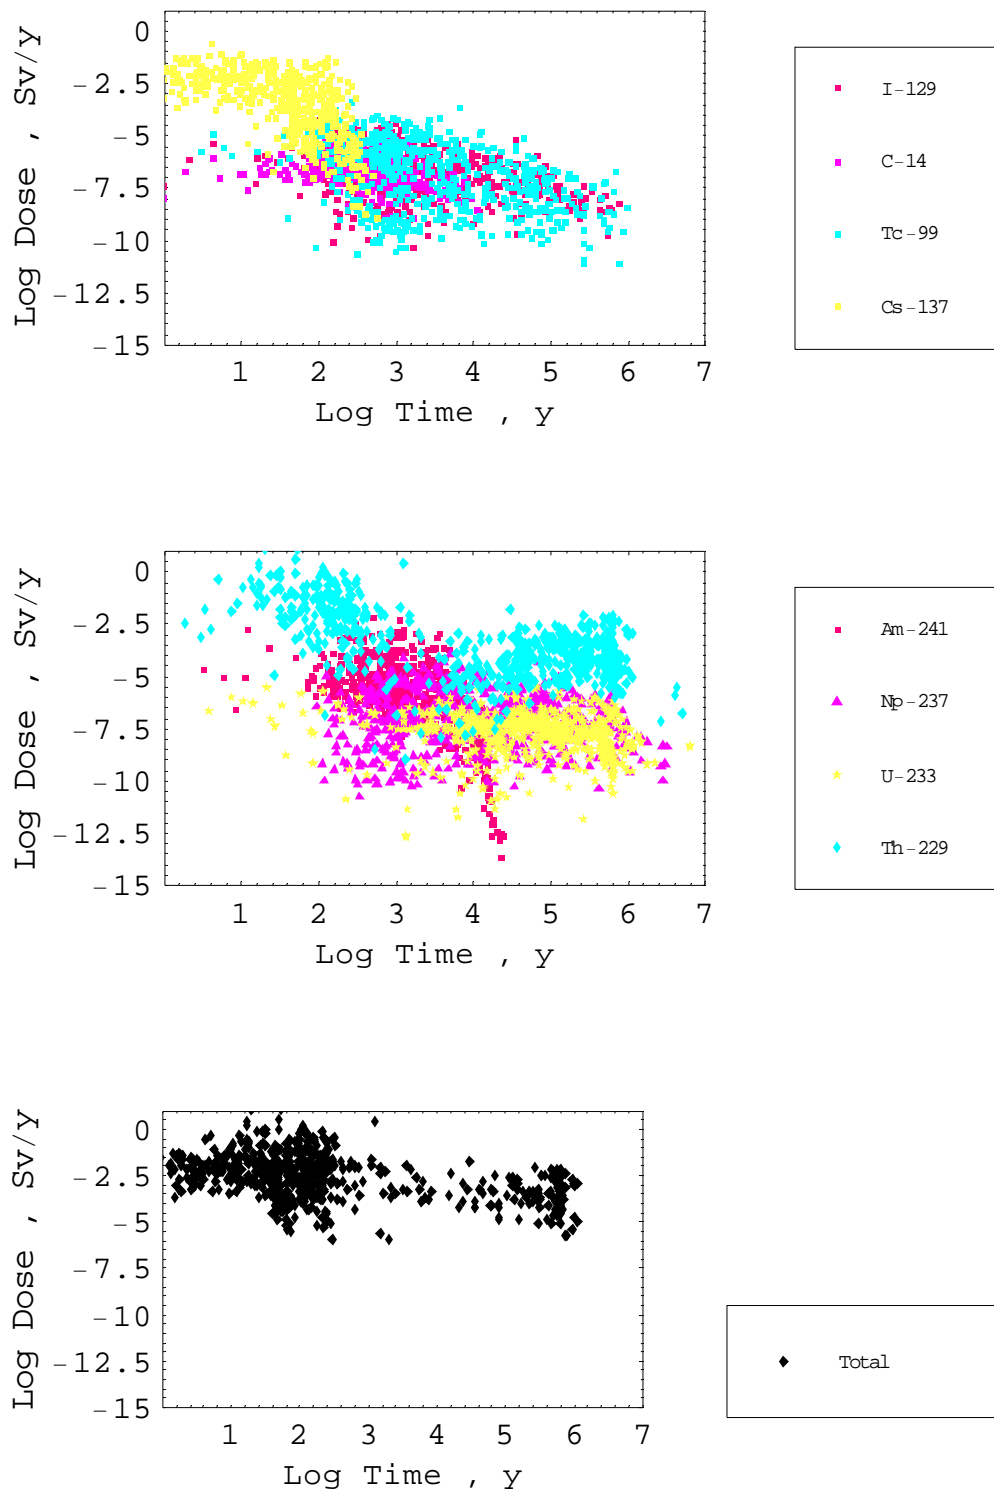 Log Dose , Sv/y
0
-2.5
-5
-7.5
-10
-12.5
-15
1 2 3 4 5 6 7
Log Time , y
I-129
C-14
Tc-99
Cs-137
Log Dose , Sv/y
0
-2.5
-5
-7.5
-10
-12.5
-15
1 2 3 4 5 6 7
Log Time , y
Am-241
Np-237
U-233
Th-229
Log Dose , Sv/y
0
-2.5
-5
-7.5
-10
-12.5
-15
1 2 3 4 5 6 7
Log Time , y
Total